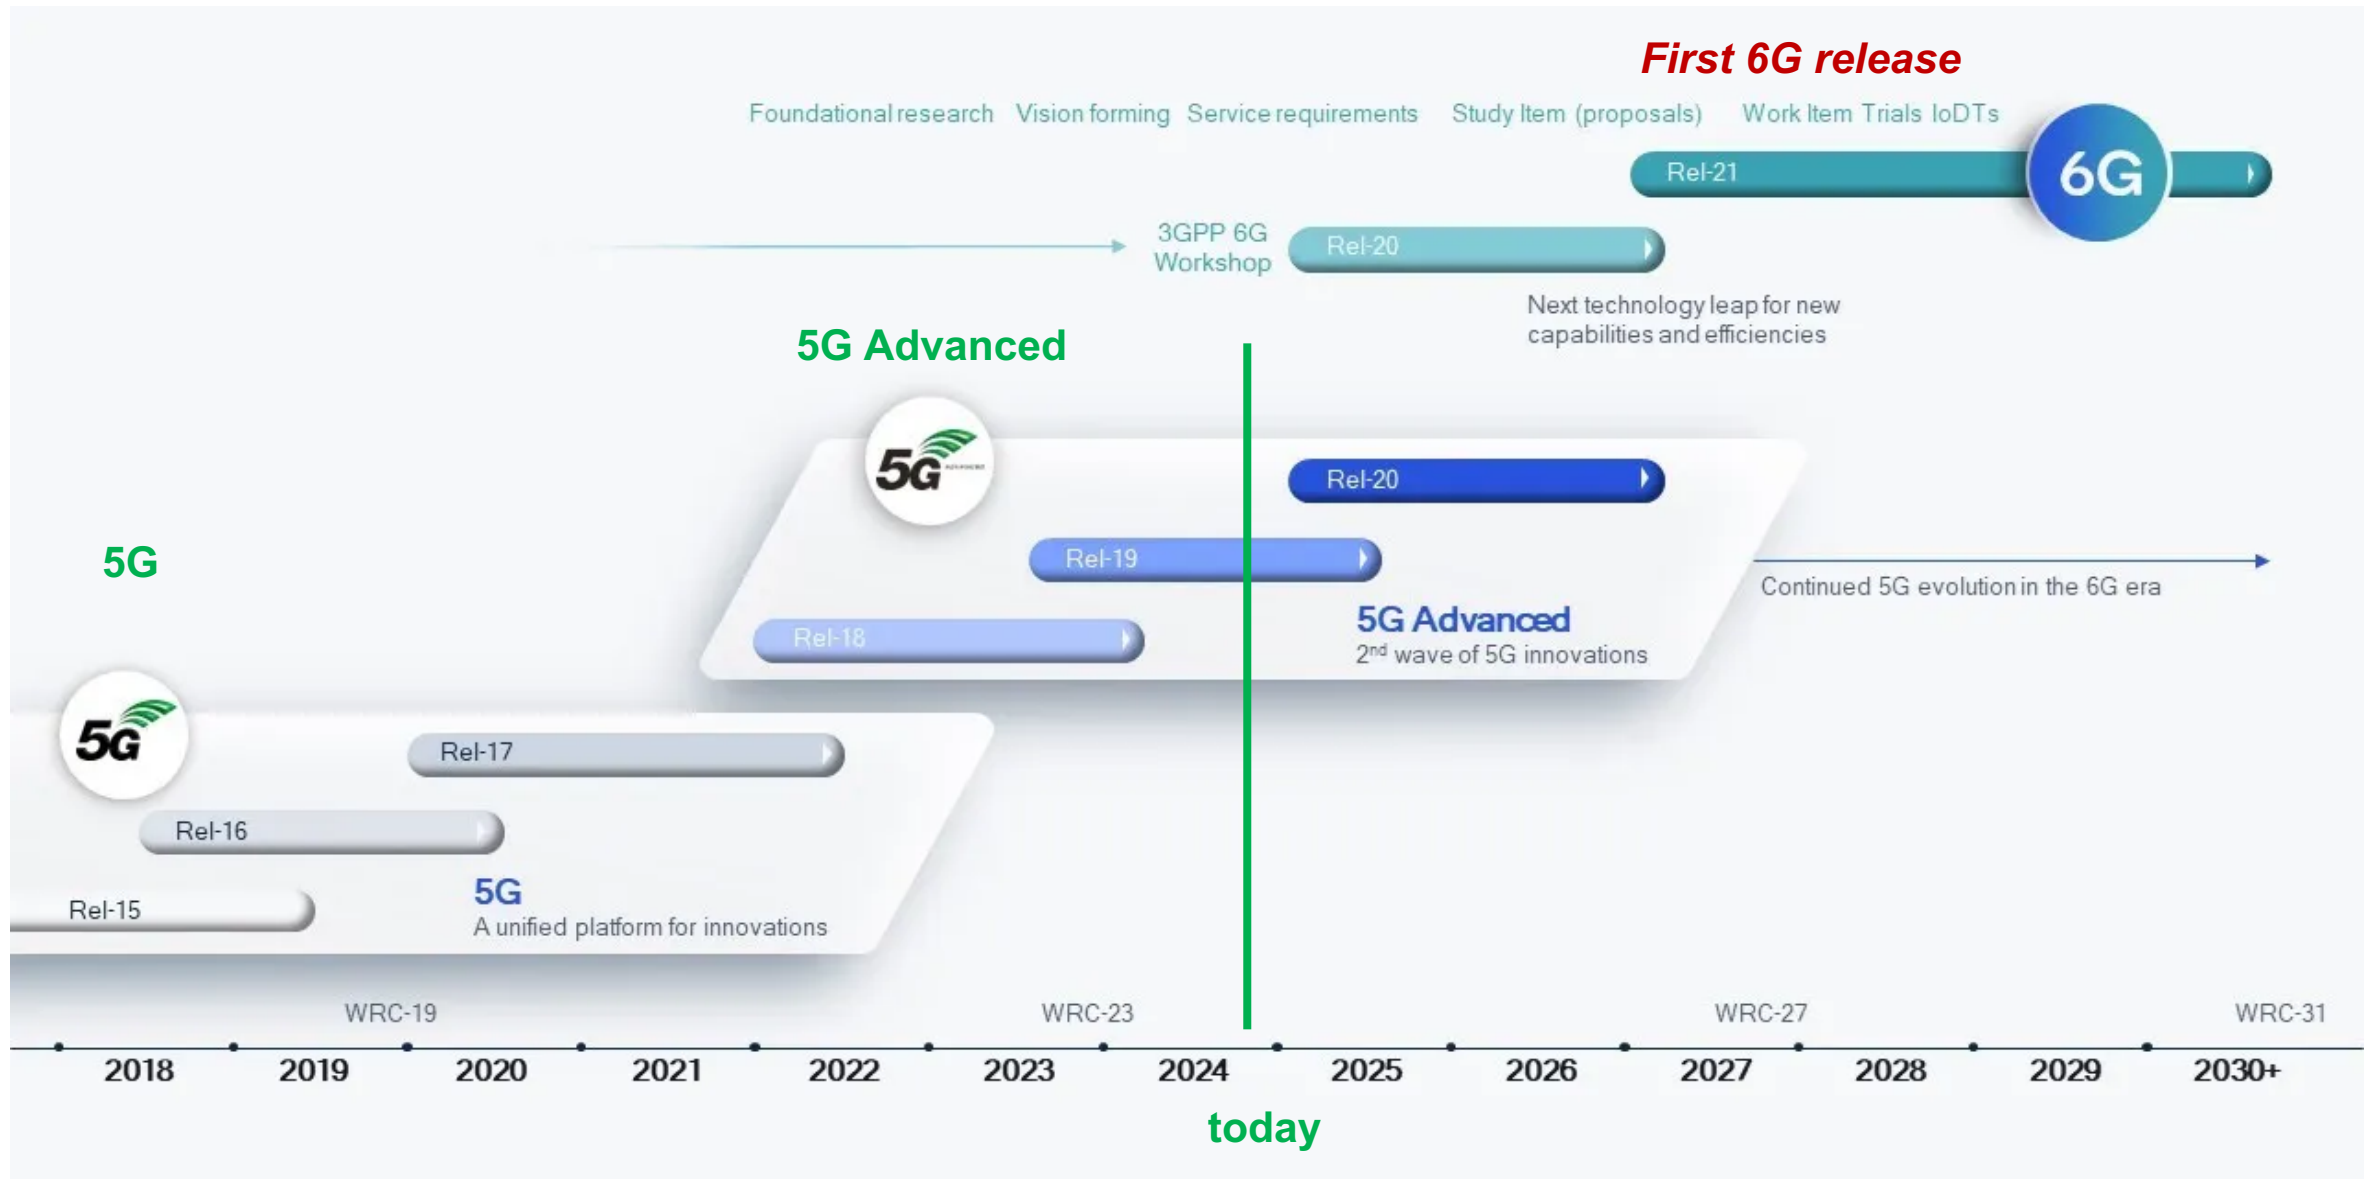 First 6G release
Foundational research Vision forming Service requirements Study Item (proposals) Work Item Trials IoDTs
Rel-21
6G
3GPP 6G
Workshop
Rel-20
Next technology leap for new
capabilities and efficiencies
5G Advanced
5G
ADVANCED
Rel-20
Rel-19
Rel-18
5G Advanced
2nd wave of 5G innovations
Continued 5G evolution in the 6G era
5G
5G
Rel-17
Rel-16
Rel-15
5G
A unified platform for innovations
WRC-19 WRC-23 WRC-27 WRC-31
2018 2019 2020 2021 2022 2023 2024 2025 2026 2027 2028 2029 2030+
today